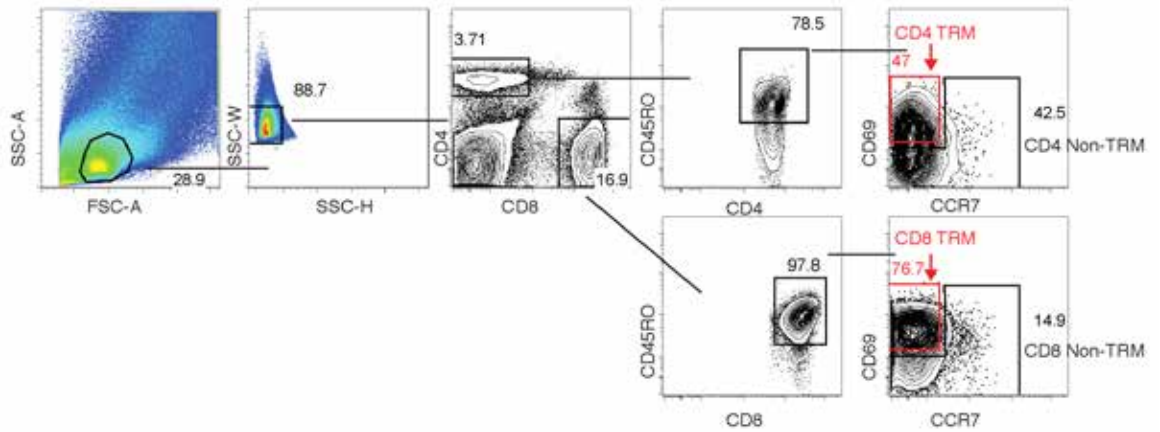 SSC-A
28.9
FSC-A
SSC-W
88.7
SSC-H
CD4
3.71
16.9
CD8
CD45RO
78.5
CD4
CD4 TRM
47
CD69
42.5
CD4 Non-TRM
CCR7
CD45RO
97.8
CD8
CD8 TRM
76.7
CD69
14.9
CD8 Non-TRM
CCR7